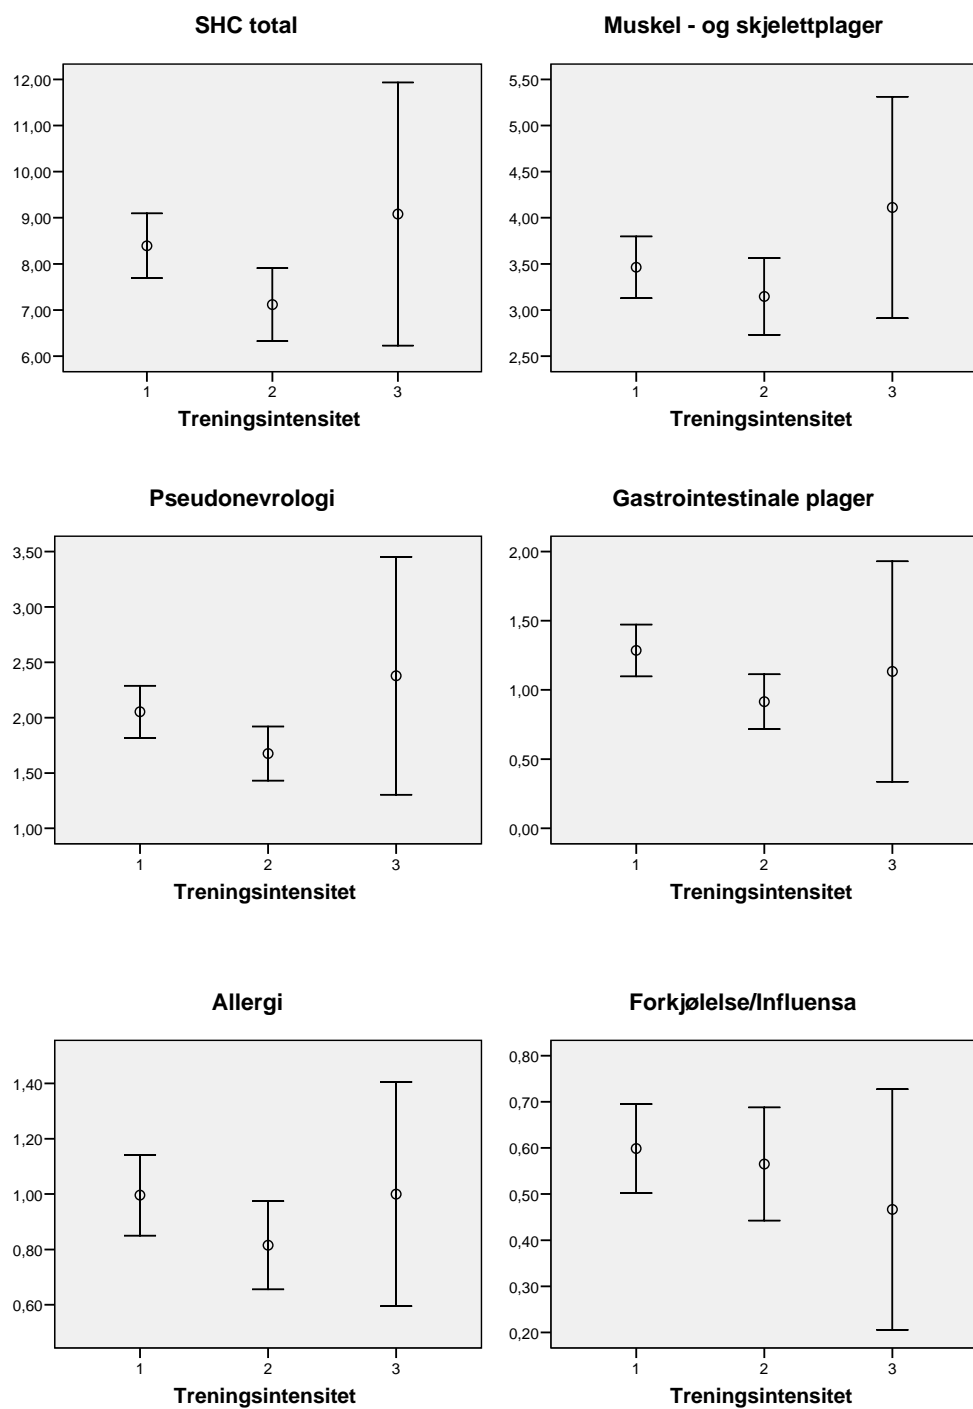 SHC total
12,00
11,00
10,00
9,00
8,00
7,00
6,00
1 2 3
Treningsintensitet
Muskel - og skjelettplager
5,50
5,00
4,50
4,00
3,50
3,00
2,50
1 2 3
Treningsintensitet
Pseudonevrologi
3,50
3,00
2,50
2,00
1,50
1,00
1 2 3
Treningsintensitet
Gastrointestinale plager
2,00
1,50
1,00
0,50
0,00
1 2 3
Treningsintensitet
Allergi
1,40
1,20
1,00
0,80
0,60
1 2 3
Treningsintensitet
Forkjølelse/Influensa
0,80
0,70
0,60
0,50
0,40
0,30
0,20
1 2 3
Treningsintensitet